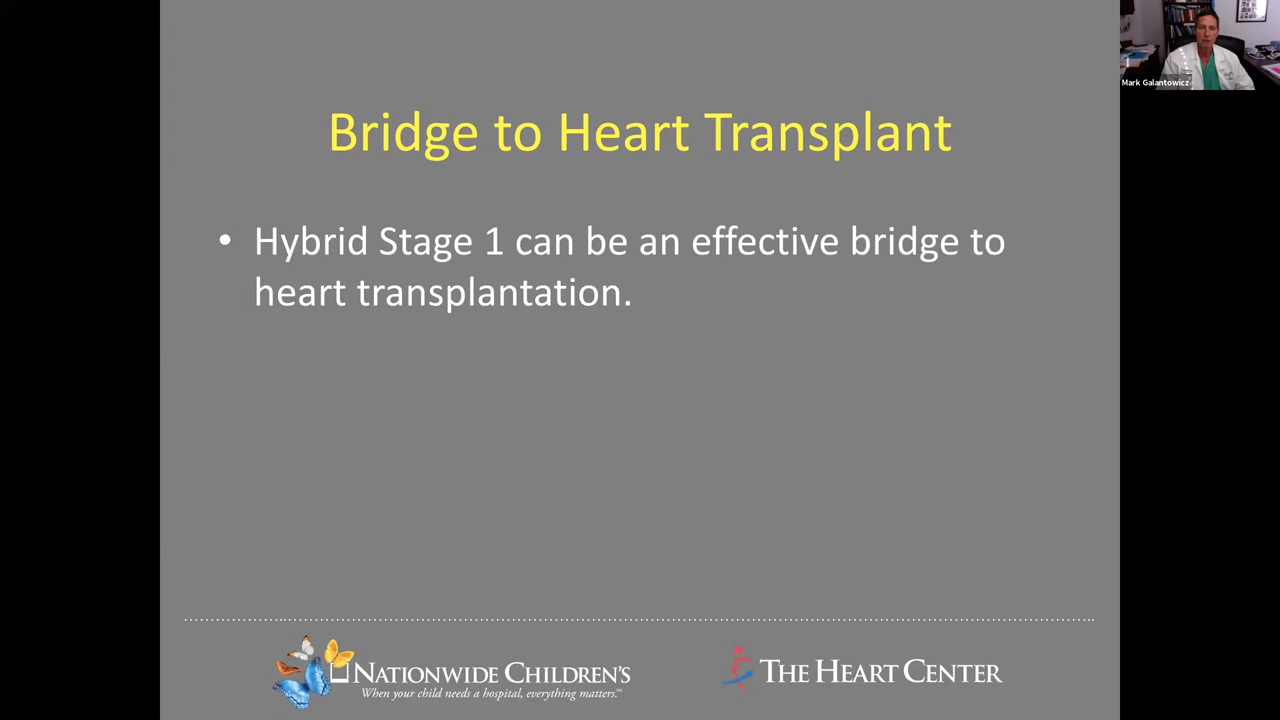 Mark Galantowicz
Bridge to Heart Transplant
• Hybrid Stage 1 can be an effective bridge to
heart transplantation.
NATIONWIDE CHILDREN'S
When your child needs a hospital, everything matters.℠
THE HEART CENTER